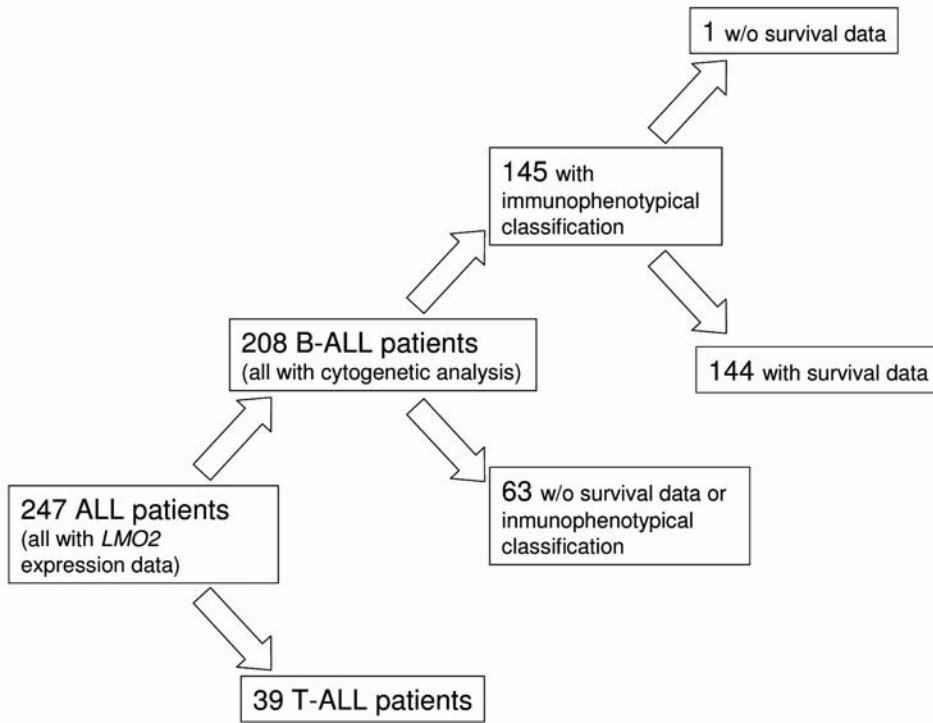 1 w/o survival data
145 with
immunophenotypical
classification
208 B-ALL patients
(all with cytogenetic analysis)
144 with survival data
247 ALL patients
(all with LMO2
expression data)
63 w/o survival data or
inmunophenotypical
classification
39 T-ALL patients